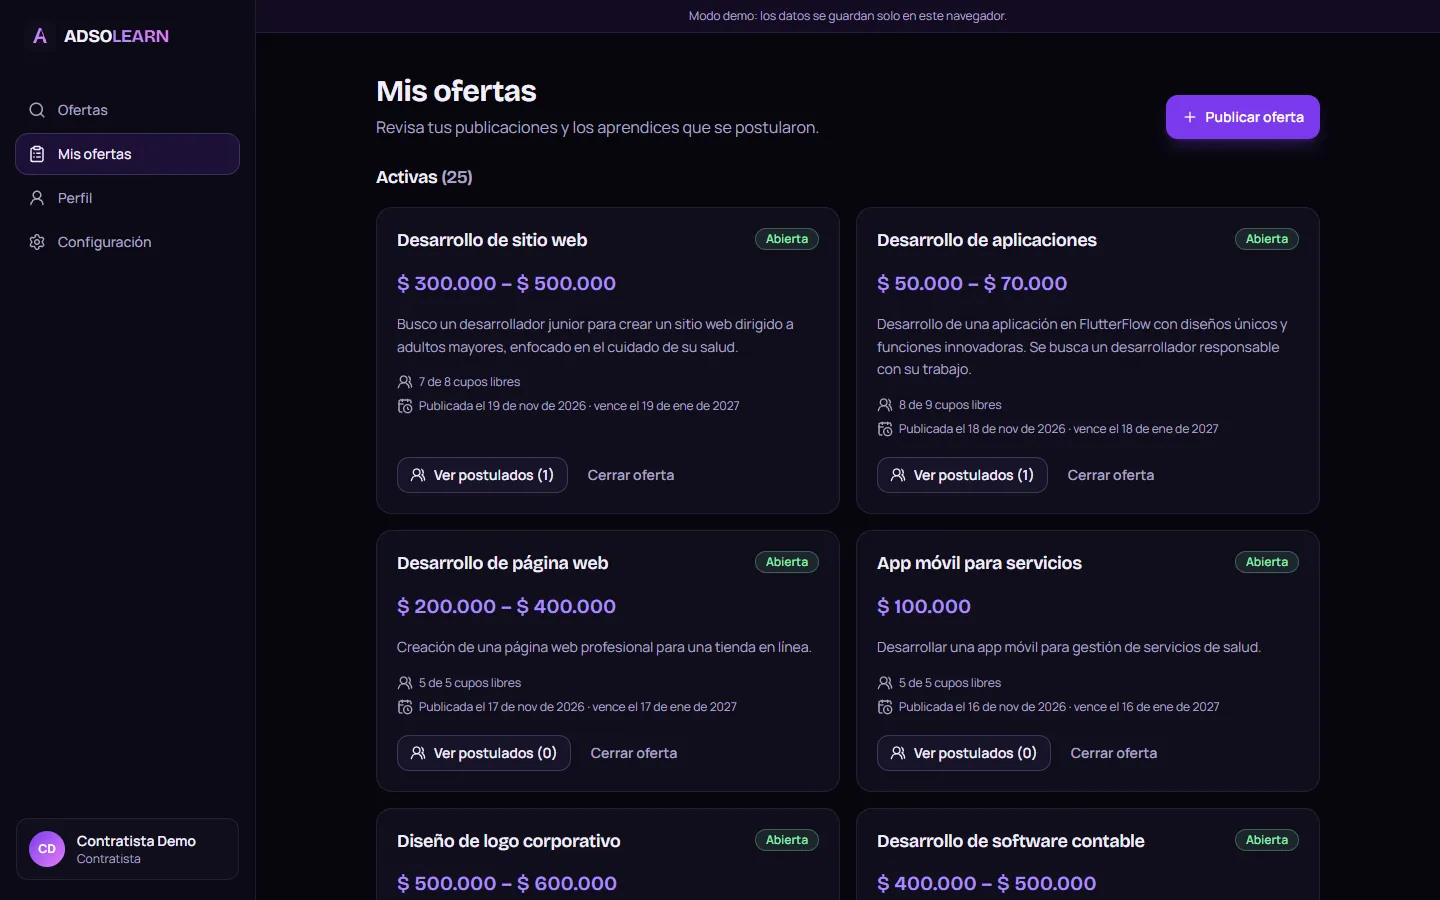 Modo demo: los datos se guardan solo en este navegador.
ADSOLEARN
Ofertas
Mis ofertas
Perfil
Configuración
Contratista Demo
CD
Contratista
Mis ofertas
Revisa tus publicaciones y los aprendices que se postularon.
Publicar oferta
Activas (25)
Desarrollo de sitio web
Abierta
$ 300.000 – $ 500.000
Busco un desarrollador junior para crear un sitio web dirigido a
adultos mayores, enfocado en el cuidado de su salud.
7 de 8 cupos libres
Publicada el 19 de nov de 2026 · vence el 19 de ene de 2027
Ver postulados (1)
Cerrar oferta
Desarrollo de aplicaciones
Abierta
$ 50.000 – $ 70.000
Desarrollo de una aplicación en FlutterFlow con diseños únicos y
funciones innovadoras. Se busca un desarrollador responsable
con su trabajo.
8 de 9 cupos libres
Publicada el 18 de nov de 2026 · vence el 18 de ene de 2027
Ver postulados (1)
Cerrar oferta
Desarrollo de página web
Abierta
$ 200.000 – $ 400.000
Creación de una página web profesional para una tienda en línea.
5 de 5 cupos libres
Publicada el 17 de nov de 2026 · vence el 17 de ene de 2027
Ver postulados (0)
Cerrar oferta
App móvil para servicios
Abierta
$ 100.000
Desarrollar una app móvil para gestión de servicios de salud.
5 de 5 cupos libres
Publicada el 16 de nov de 2026 · vence el 16 de ene de 2027
Ver postulados (0)
Cerrar oferta
Diseño de logo corporativo
Abierta
$ 500.000 – $ 600.000
Desarrollo de software contable
Abierta
$ 400.000 – $ 500.000